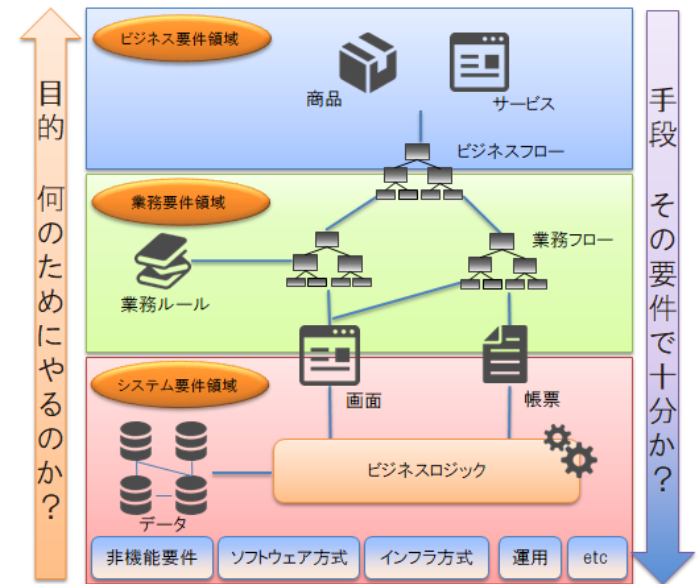 ビジネス要件領域
商品
サービス
ビジネスフロー
業務要件領域
業務ルール
業務フロー
画面
帳票
システム要件領域
データ
ビジネスロジック
非機能要件
ソフトウェア方式
インフラ方式
運用
etc
目的 何のためにやるのか?
手段 その要件で十分か?